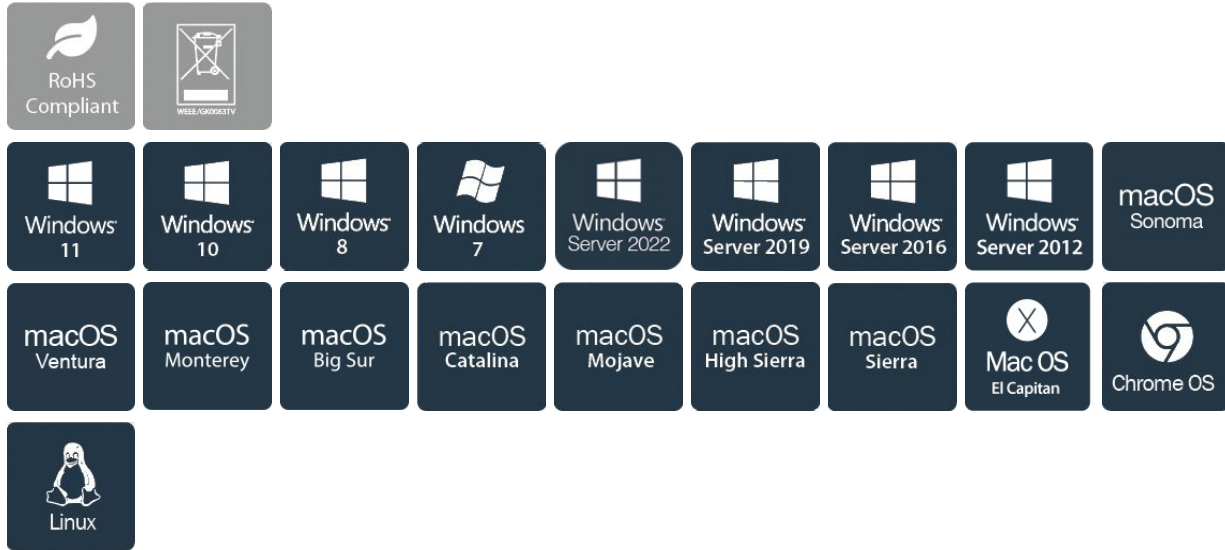 RoHS
Compliant
WEEE/GK0063TV
Windows
11
Windows
10
Windows
8
Windows
7
Windows
Server 2022
Windows
Server 2019
Windows
Server 2016
Windows
Server 2012
macOS
Sonoma
macOS
Ventura
macOS
Monterey
macOS
Big Sur
macOS
Catalina
macOS
Mojave
macOS
High Sierra
macOS
Sierra
X
Mac OS
El Capitan
Chrome OS
Linux